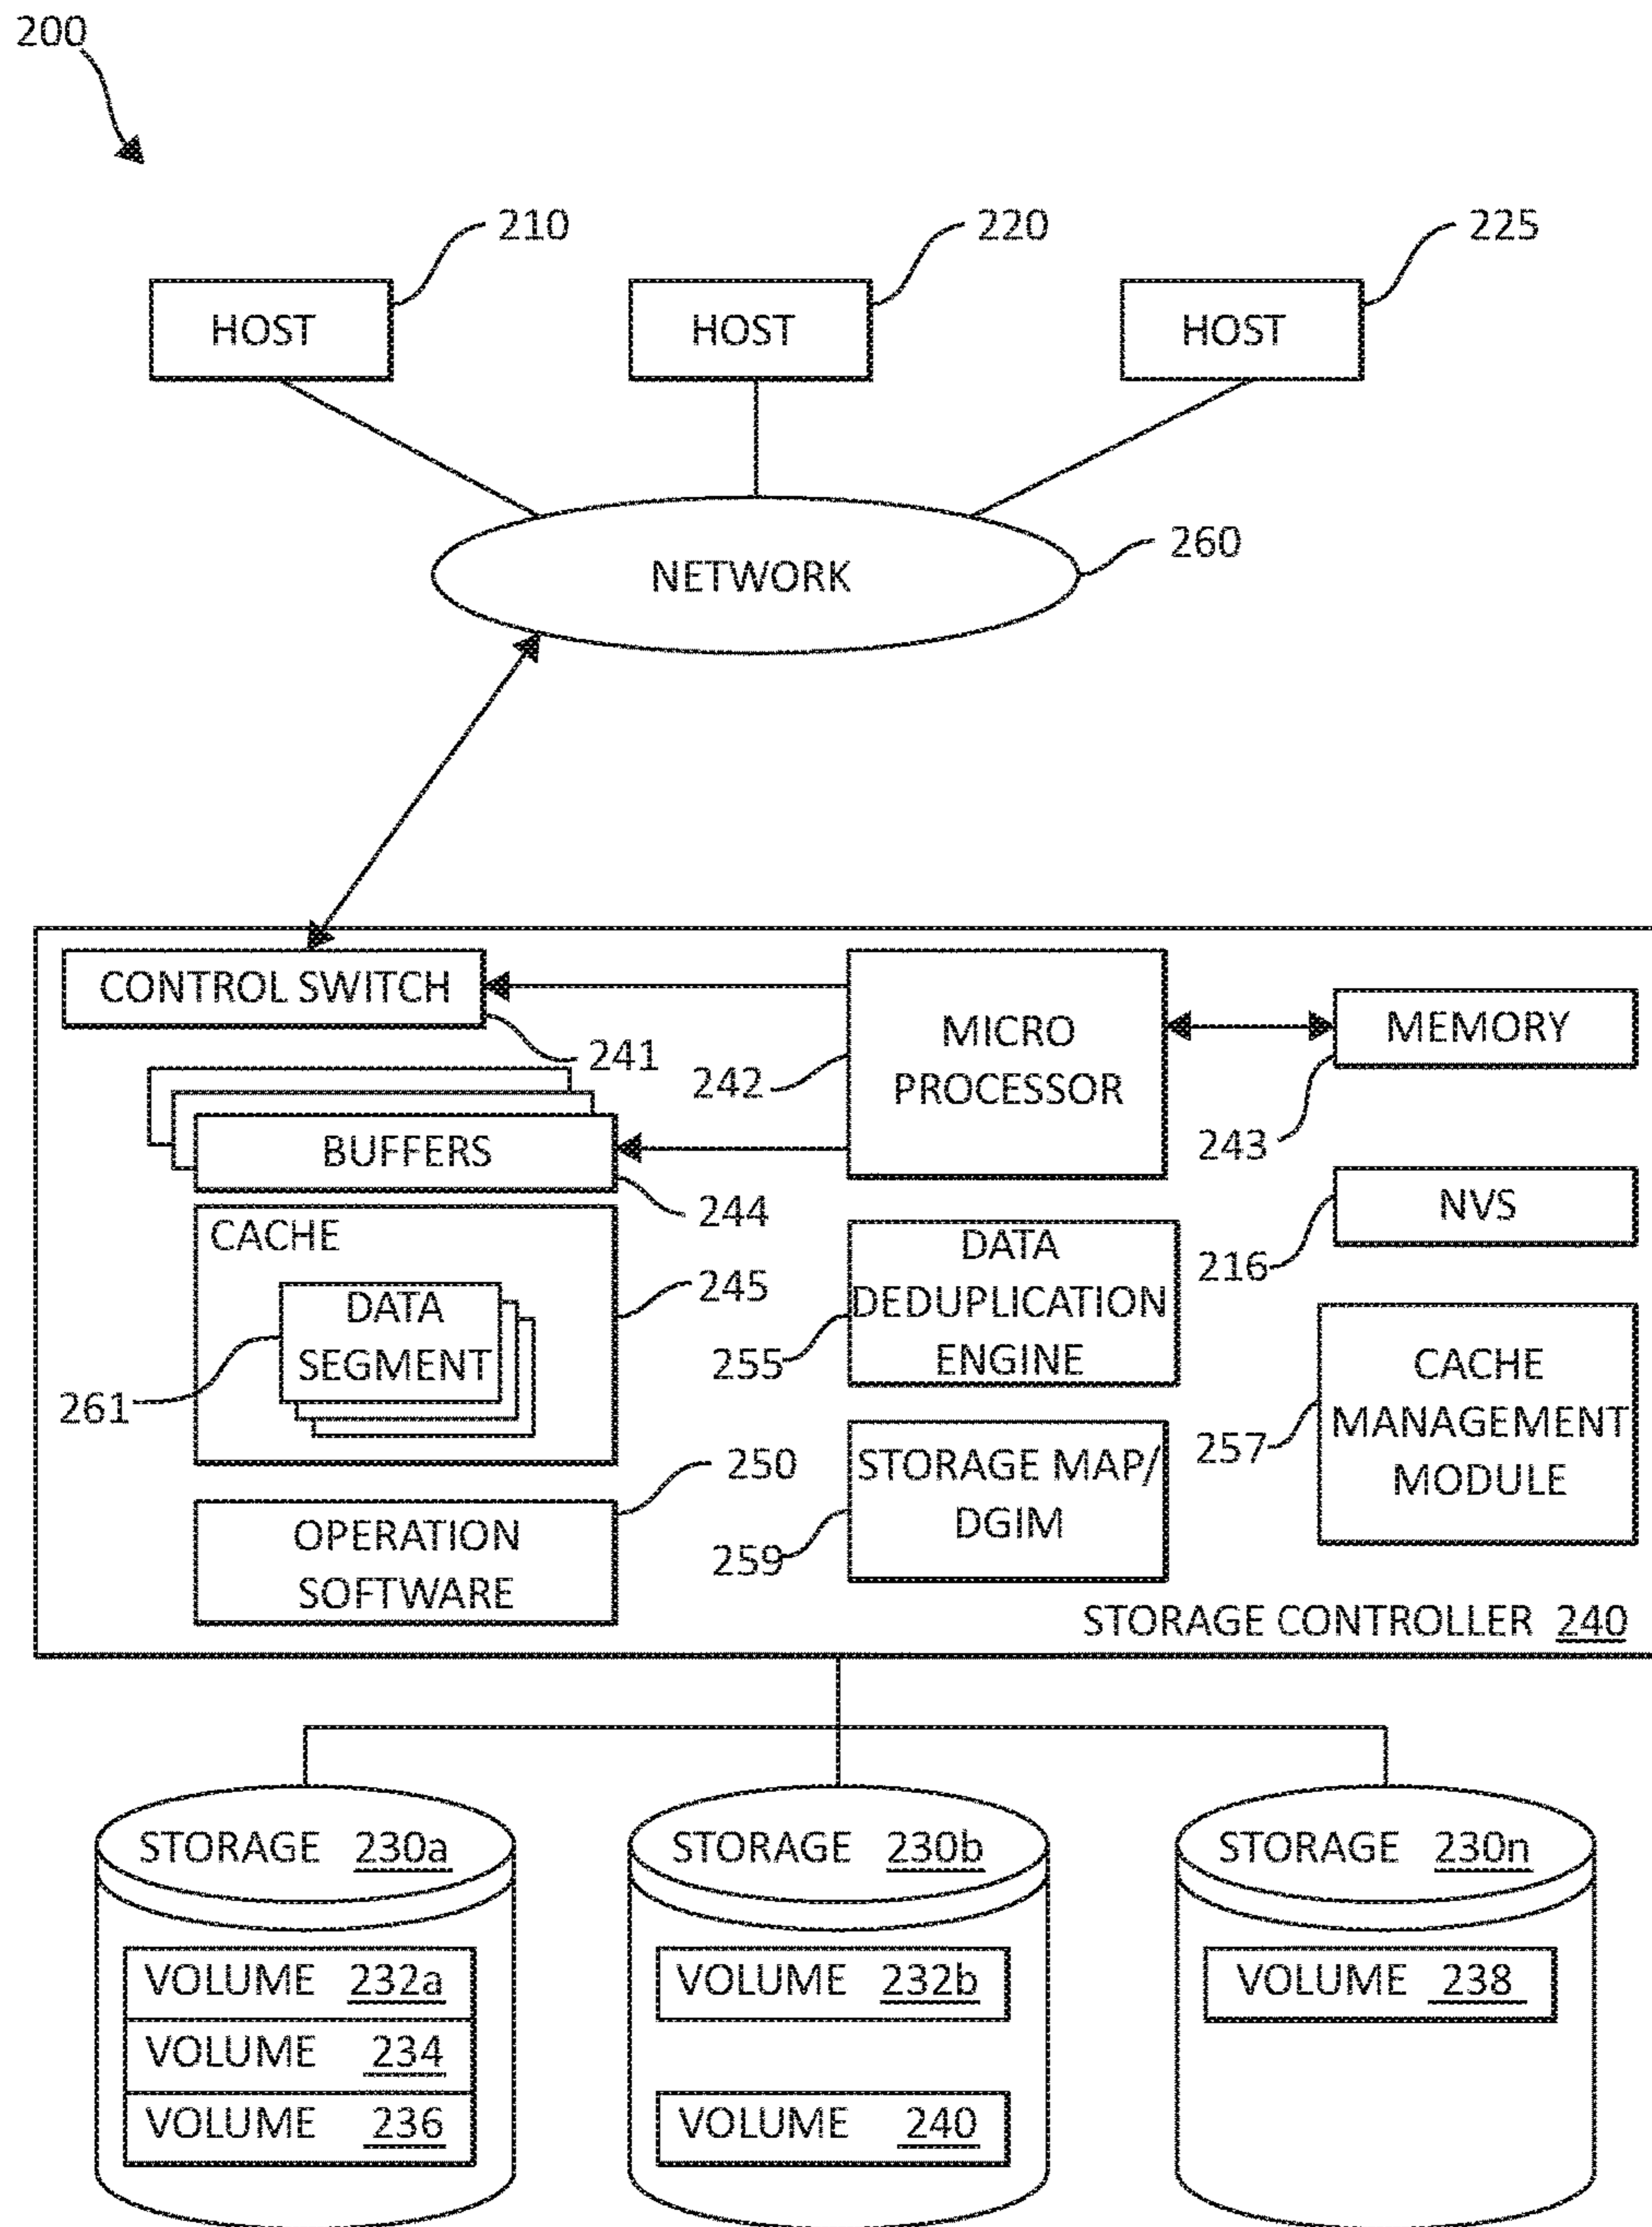 200
210
220
225
HOST
HOST
HOST
260
NETWORK
CONTROL SWITCH
241
MICRO
PROCESSOR
242
MEMORY
243
BUFFERS
244
NVS
216
CACHE
245
DATA
SEGMENT
261
DATA
DEDUPLICATION
ENGINE
255
CACHE
MANAGEMENT
MODULE
257
250
OPERATION
SOFTWARE
STORAGE MAP/
DGIM
259
STORAGE CONTROLLER 240
STORAGE 230a
VOLUME 232a
VOLUME 234
VOLUME 236
STORAGE 230b
VOLUME 232b
VOLUME 240
STORAGE 230n
VOLUME 238